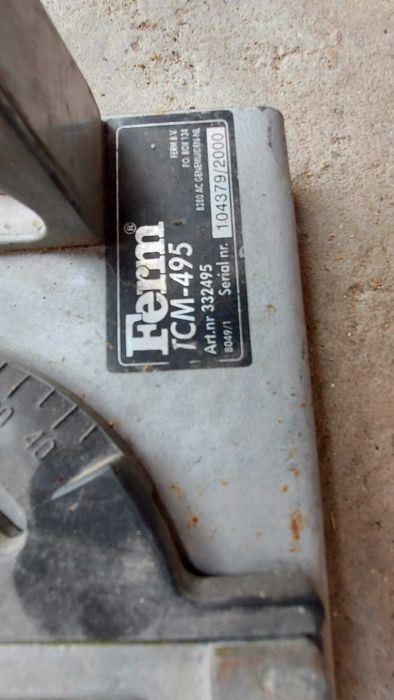 Ferm®
TCM-495
Art.nr 332495
8049/1
FERM B.V.
P.O. BOX 134
8280 AC GENEMUIDEN-NL
Serial nr. 104379/2000
40